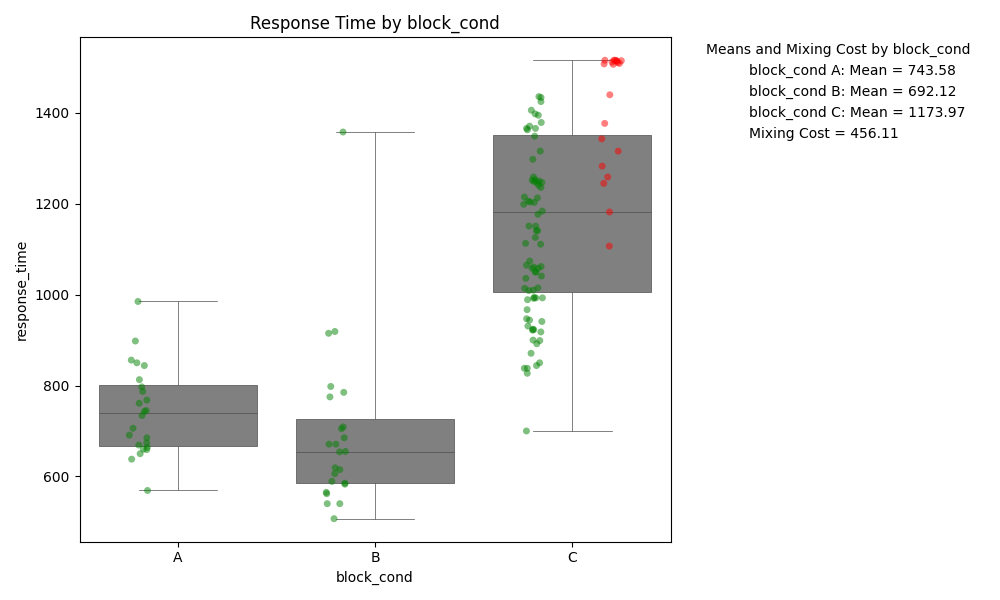 Response Time by block_cond
Means and Mixing Cost by block_cond
block_cond A: Mean = 743.58
block_cond B: Mean = 692.12
block_cond C: Mean = 1173.97
Mixing Cost = 456.11
response_time
1400
1200
1000
800
600
A
B
C
block_cond